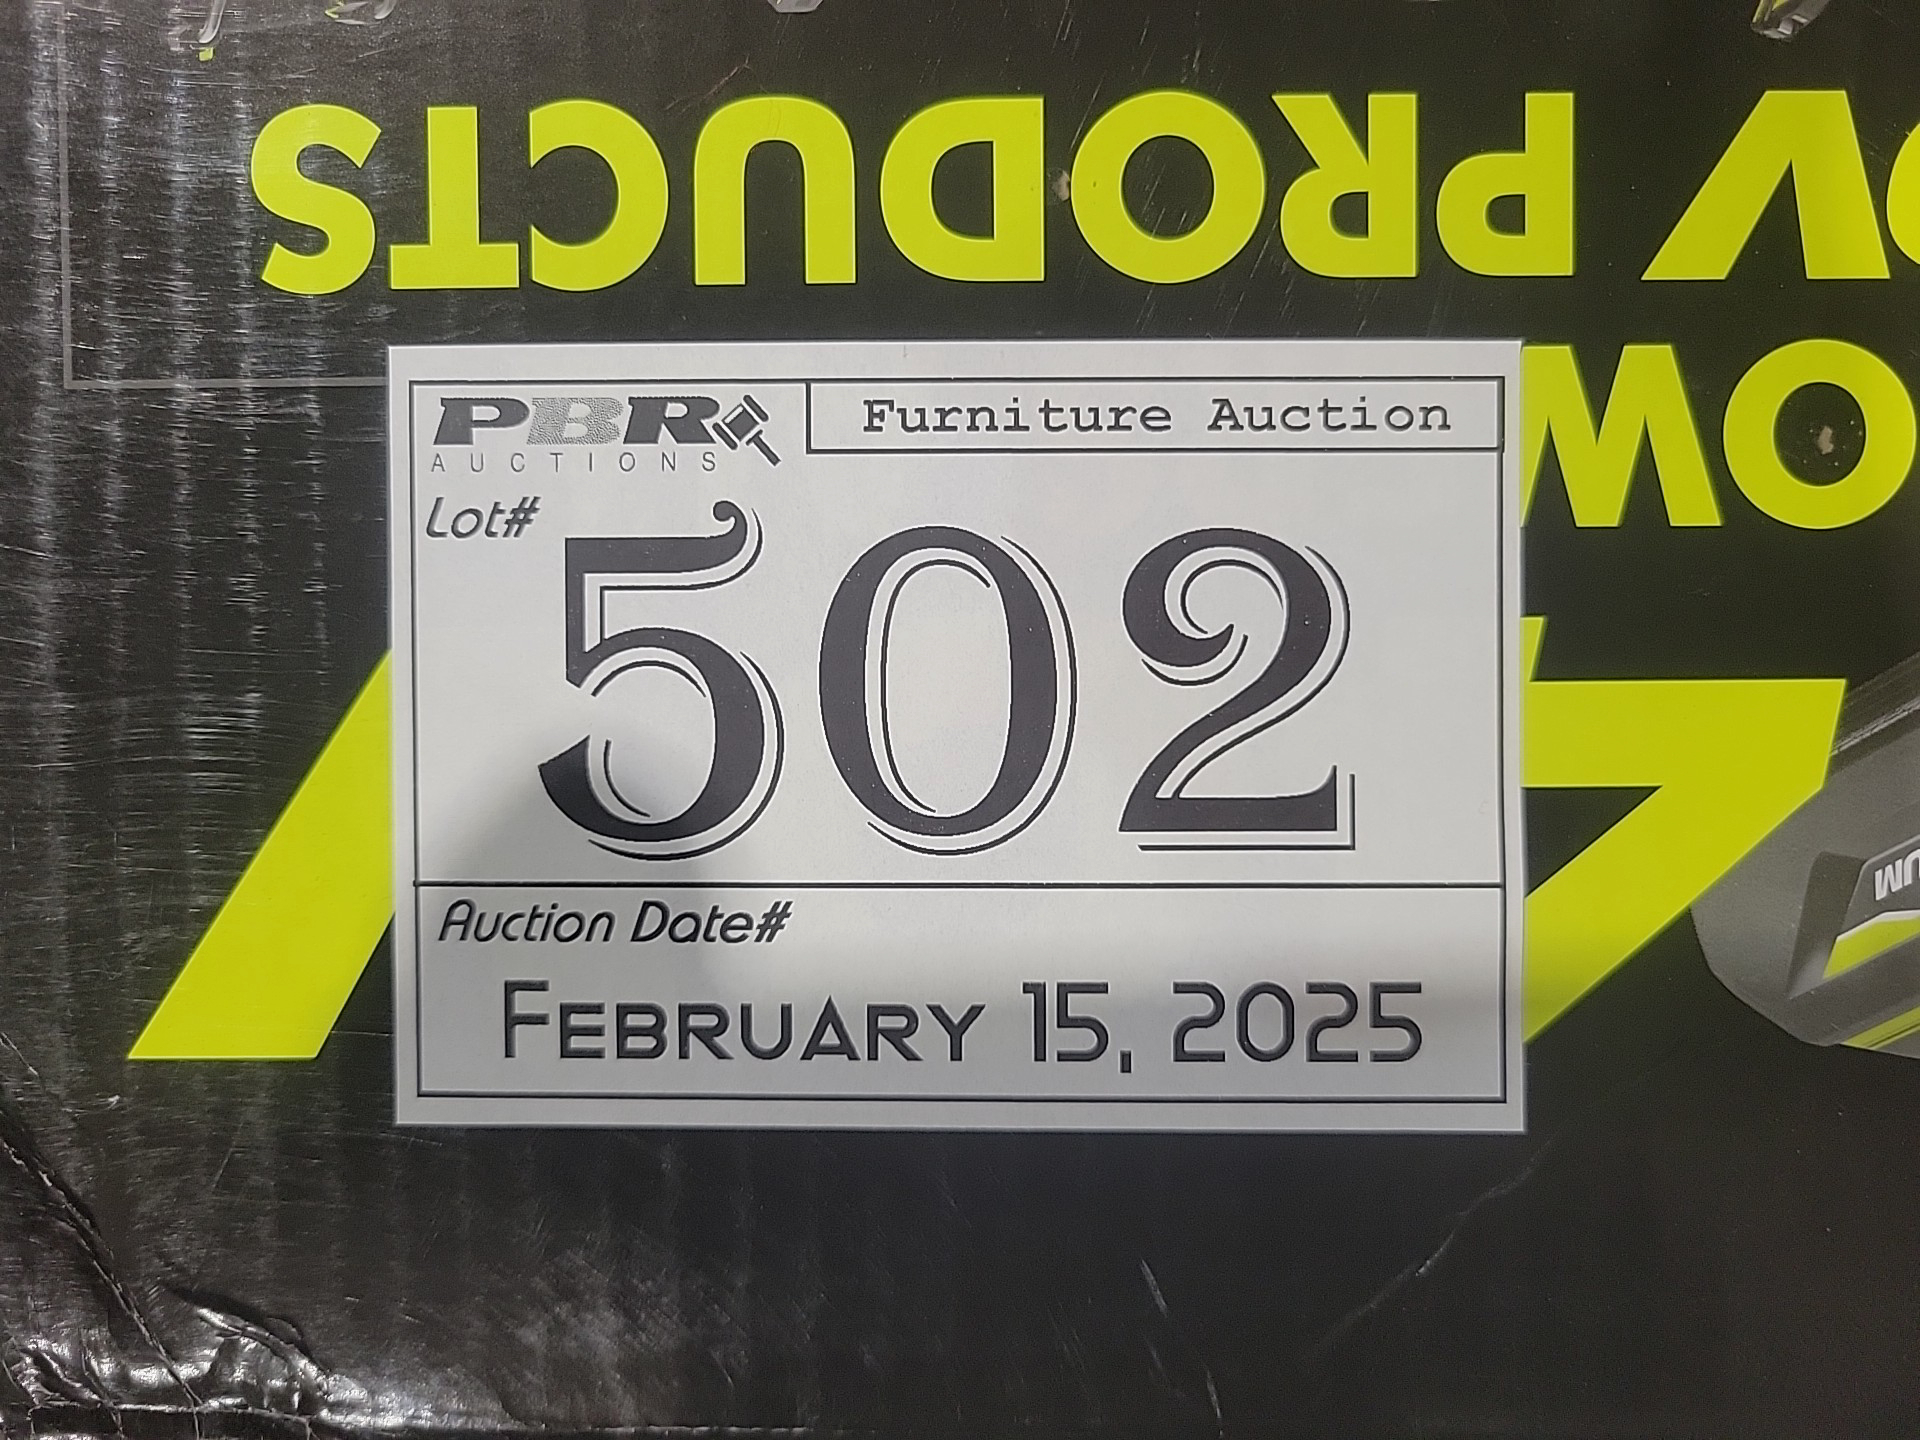 V PRODUCTS
PBR
AUCTIONS
Furniture Auction
Lot#
502
Auction Date#
FEBRUARY 15, 2025